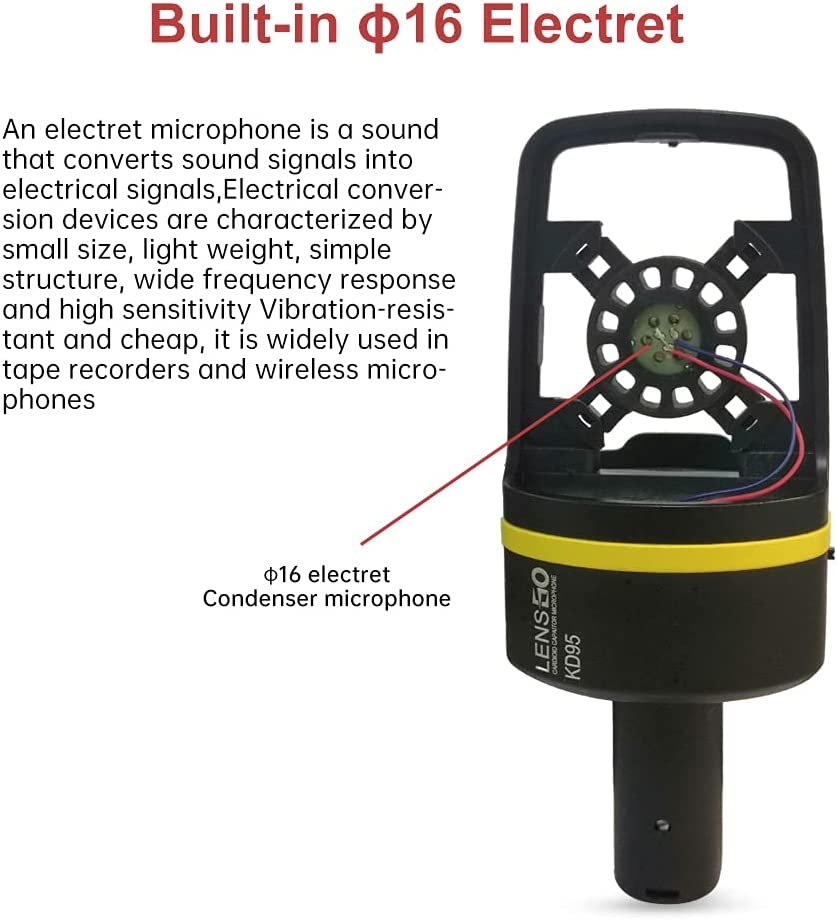 Built-in ф16 Electret
An electret microphone is a sound
that converts sound signals into
electrical signals,Electrical conver-
sion devices are characterized by
small size, light weight, simple
structure, wide frequency response
and high sensitivity Vibration-resis-
tant and cheap, it is widely used in
tape recorders and wireless micro-
phones
ф16 electret
Condenser microphone
LENSGO
CARDIOID CAPAITOR MICROPHONE
KD95